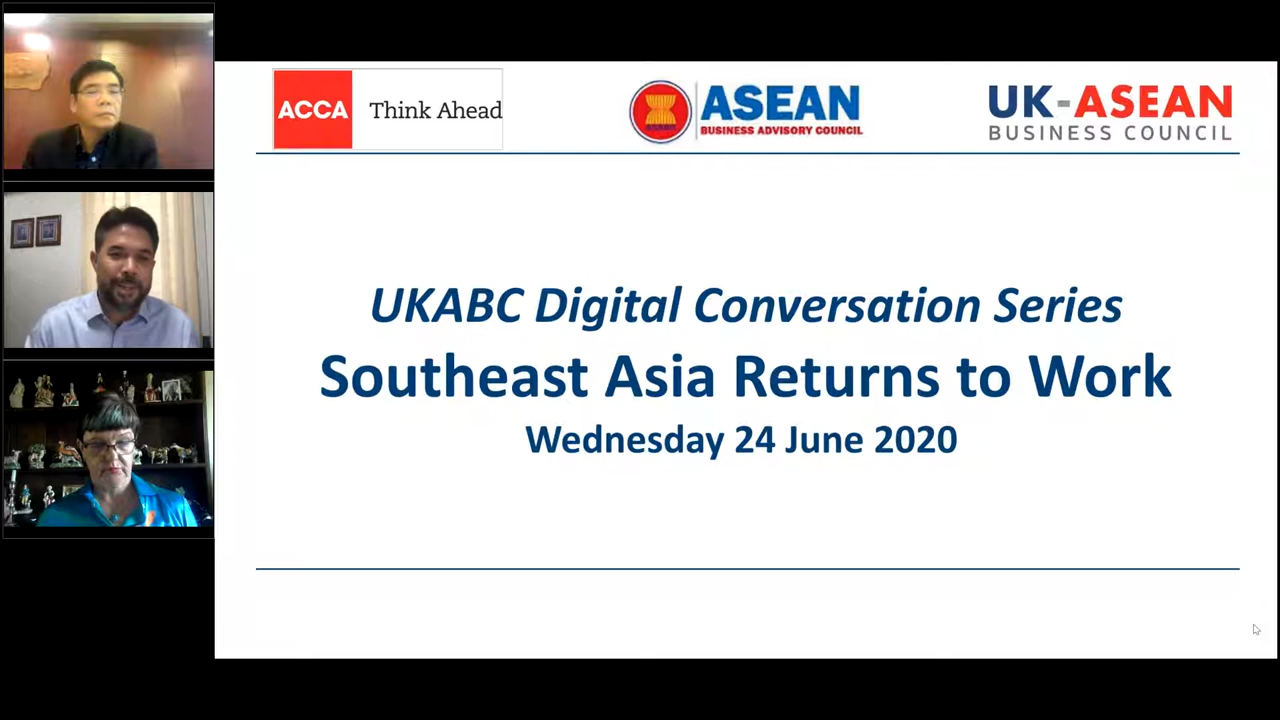 ACCA
Think Ahead
ASEAN
BUSINESS ADVISORY COUNCIL
UK-ASEAN
BUSINESS COUNCIL
UKABC Digital Conversation Series
Southeast Asia Returns to Work
Wednesday 24 June 2020